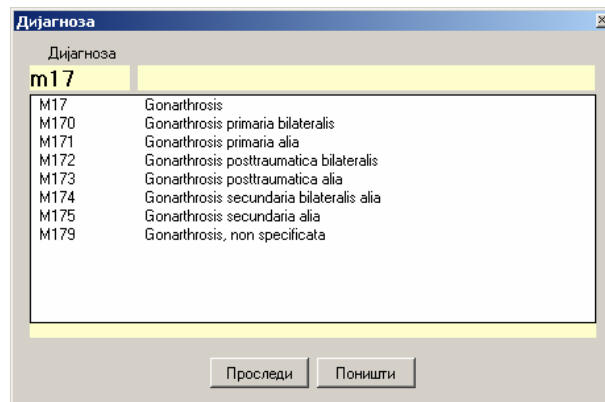 Дијагноза
Дијагноза
m17
M17 Gonarthrosis
M170 Gonarthrosis primaria bilateralis
M171 Gonarthrosis primaria alia
M172 Gonarthrosis posttraumatica bilateralis
M173 Gonarthrosis posttraumatica alia
M174 Gonarthrosis secundaria bilateralis alia
M175 Gonarthrosis secundaria alia
M179 Gonarthrosis, non specificata
Проследи Поништи